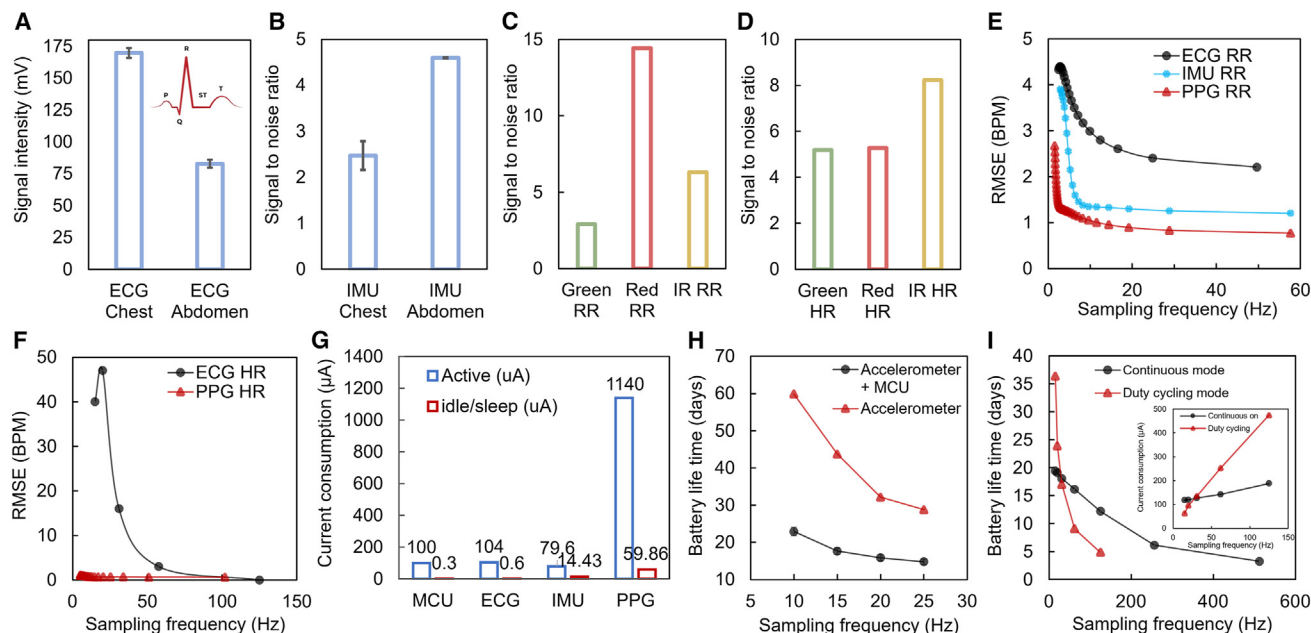 A
Signal intensity (mV)
175
150
125
100
75
50
25
0
P
R
Q
ST
T
ECG
Chest
ECG
Abdomen
B
Signal to noise ratio
5
4
3
2
1
0
IMU
Chest
IMU
Abdomen
C
Signal to noise ratio
15
10
5
0
Green
RR
Red
RR
IR RR
D
Signal to noise ratio
10
8
6
4
2
0
Green
HR
Red
HR
IR HR
E
RMSE (BPM)
5
4
3
2
1
0
ECG RR
IMU RR
PPG RR
0
20
40
60
Sampling frequency (Hz)
F
RMSE (BPM)
50
40
30
20
10
0
ECG HR
PPG HR
0
50
100
150
Sampling frequency (Hz)
G
Current consumption (µA)
1400
1200
1000
800
600
400
200
0
Active (uA)
idle/sleep (uA)
100
0.3
104
0.6
79.6
14.43
1140
59.86
MCU
ECG
IMU
PPG
H
Battery life time (days)
70
60
50
40
30
20
10
Accelerometer
+ MCU
Accelerometer
5
10
15
20
25
30
Sampling frequency (Hz)
I
Battery life time (days)
40
35
30
25
20
15
10
5
0
Continuous mode
Duty cycling mode
Current consumption (µA)
500
400
300
200
100
0
Continuous on
Duty cycling
0
50
100
150
Sampling frequency (Hz)
0
200
400
600
Sampling frequency (Hz)